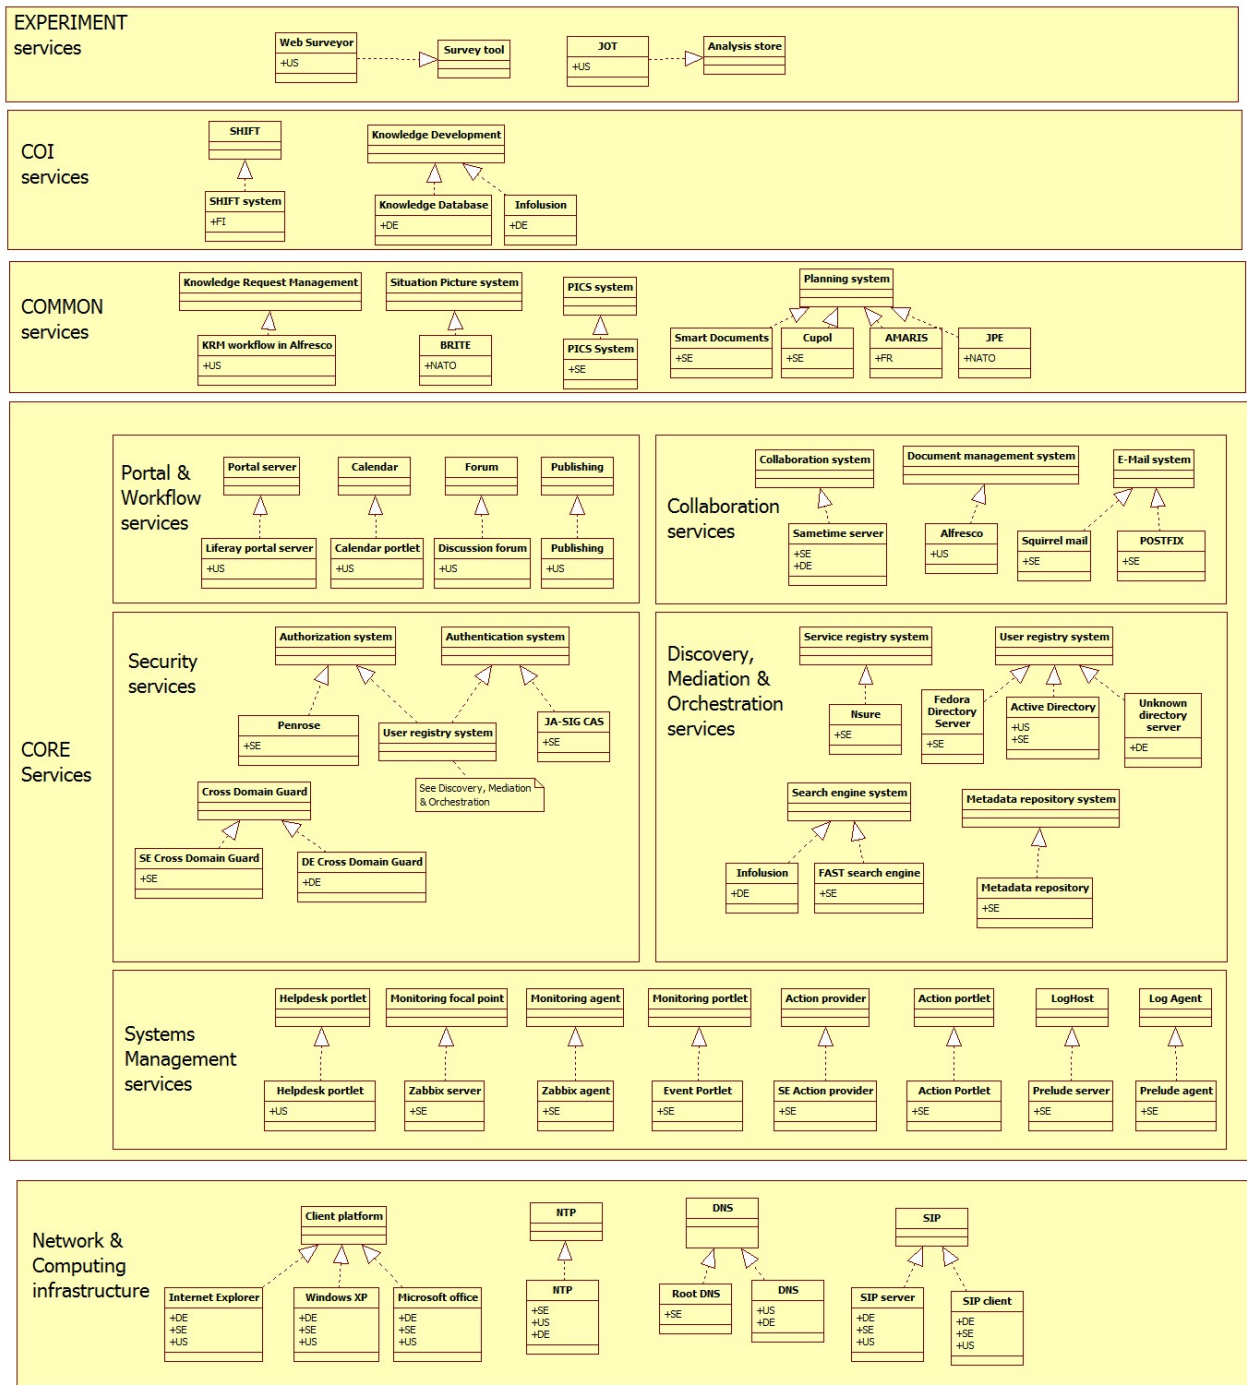 EXPERIMENT
services
Web Surveyor
+US
Survey tool
JOT
+US
Analysis store
COI
services
SHIFT
SHIFT system
+FI
Knowledge Development
Knowledge Database
+DE
Infolusion
+DE
COMMON
services
Knowledge Request Management
KRM workflow in Alfresco
+US
Situation Picture system
BRITE
+NATO
PICS system
PICS System
+SE
Planning system
Smart Documents
+SE
Cupol
+SE
AMARIS
+FR
JPE
+NATO
CORE
Services
Portal &
Workflow
services
Portal server
Liferay portal server
+US
Calendar
Calendar portlet
+US
Forum
Discussion forum
+US
Publishing
Publishing
+US
Collaboration
services
Collaboration system
Sametime server
+SE
+DE
Document management system
Alfresco
+US
E-Mail system
Squirrel mail
+SE
POSTFIX
+SE
Security
services
Authorization system
Authentication system
Penrose
+SE
User registry system
JA-SIG CAS
+SE
See Discovery, Mediation
& Orchestration
Cross Domain Guard
SE Cross Domain Guard
+SE
DE Cross Domain Guard
+DE
Discovery,
Mediation &
Orchestration
services
Service registry system
Nsure
+SE
User registry system
Fedora
Directory
Server
+SE
Active Directory
+US
+SE
Unknown
directory
server
+DE
Search engine system
Infolusion
+DE
FAST search engine
+SE
Metadata repository system
Metadata repository
+SE
Systems
Management
services
Helpdesk portlet
Helpdesk portlet
+US
Monitoring focal point
Zabbix server
+SE
Monitoring agent
Zabbix agent
+SE
Monitoring portlet
Event Portlet
+SE
Action provider
SE Action provider
+SE
Action portlet
Action Portlet
+SE
LogHost
Prelude server
+SE
Log Agent
Prelude agent
+SE
Network &
Computing
infrastructure
Client platform
Internet Explorer
+DE
+SE
+US
Windows XP
+DE
+SE
+US
Microsoft office
+DE
+SE
+US
NTP
NTP
+SE
+US
+DE
DNS
Root DNS
+SE
DNS
+US
+DE
SIP
SIP server
+DE
+SE
+US
SIP client
+DE
+SE
+US